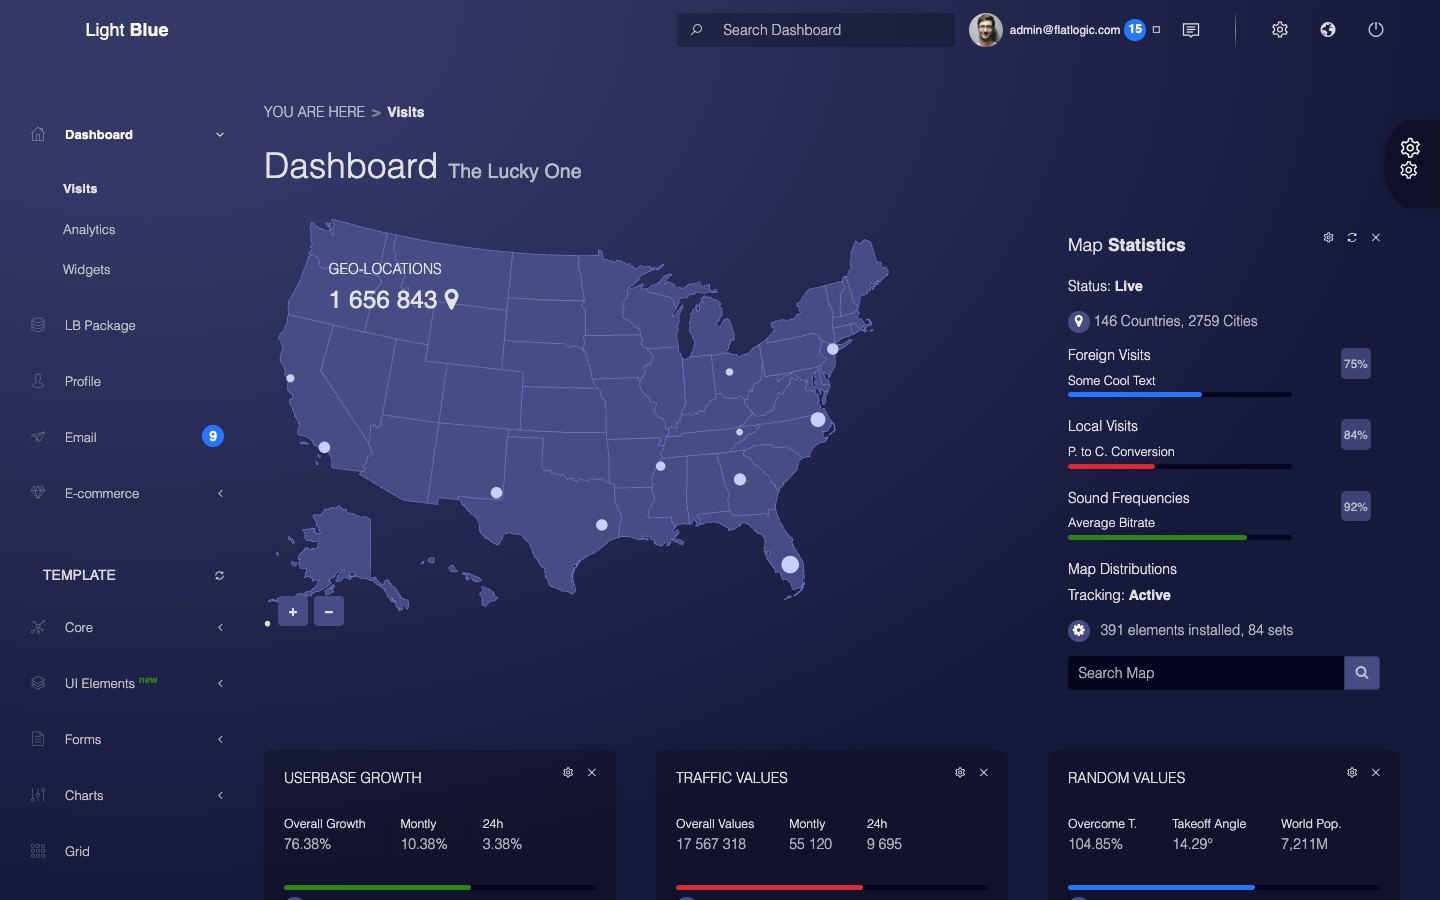 Light Blue
Search Dashboard
admin@flatlogic.com 15
YOU ARE HERE > Visits
Dashboard The Lucky One
Dashboard
Visits
Analytics
Widgets
LB Package
Profile
Email 9
E-commerce
TEMPLATE
Core
UI Elements new
Forms
Charts
Grid
GEO-LOCATIONS
1 656 843
+ −
Map Statistics
Status: Live
146 Countries, 2759 Cities
Foreign Visits
75%
Some Cool Text
Local Visits
84%
P. to C. Conversion
Sound Frequencies
92%
Average Bitrate
Map Distributions
Tracking: Active
391 elements installed, 84 sets
Search Map
USERBASE GROWTH
Overall Growth Montly 24h
76.38% 10.38% 3.38%
TRAFFIC VALUES
Overall Values Montly 24h
17 567 318 55 120 9 695
RANDOM VALUES
Overcome T. Takeoff Angle World Pop.
104.85% 14.29° 7,211M